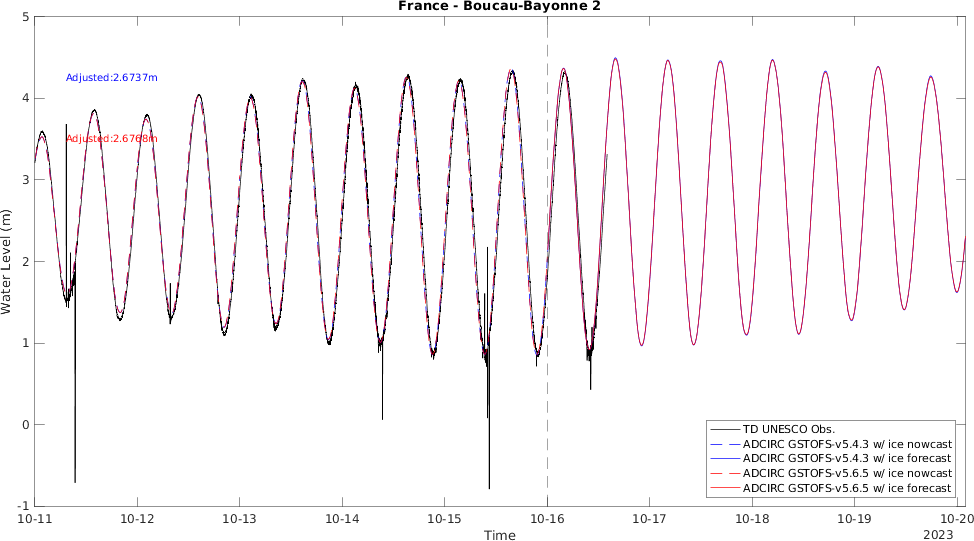 France - Boucau-Bayonne 2
5
4
3
2
1
0
-1
Water Level (m)
Adjusted:2.6737m
Adjusted:2.6768m
TD UNESCO Obs.
ADCIRC GSTOFS-v5.4.3 w/ ice nowcast
ADCIRC GSTOFS-v5.4.3 w/ ice forecast
ADCIRC GSTOFS-v5.6.5 w/ ice nowcast
ADCIRC GSTOFS-v5.6.5 w/ ice forecast
10-11 10-12 10-13 10-14 10-15 10-16 10-17 10-18 10-19 10-20
Time
2023